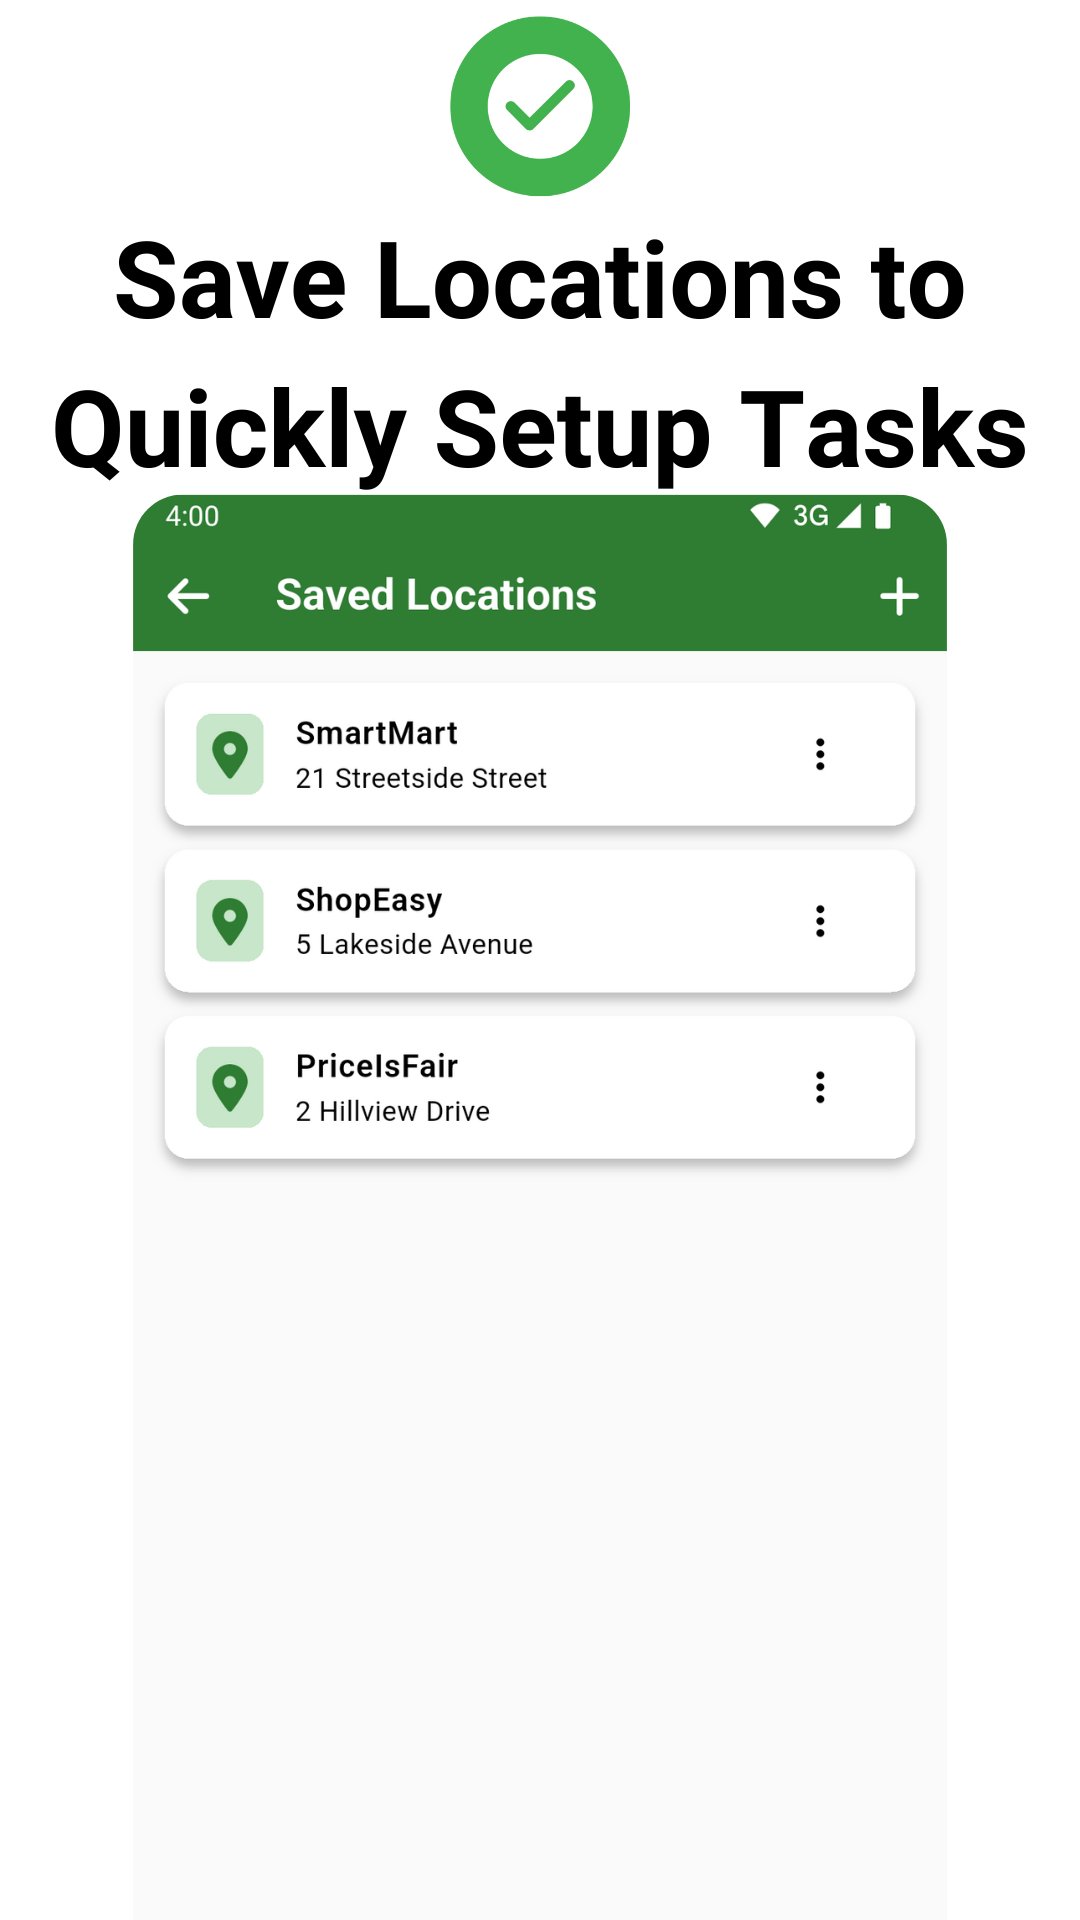 Save Locations to
Quickly Setup Tasks
4:00 3G
Saved Locations
SmartMart
21 Streetside Street
ShopEasy
5 Lakeside Avenue
PriceIsFair
2 Hillview Drive